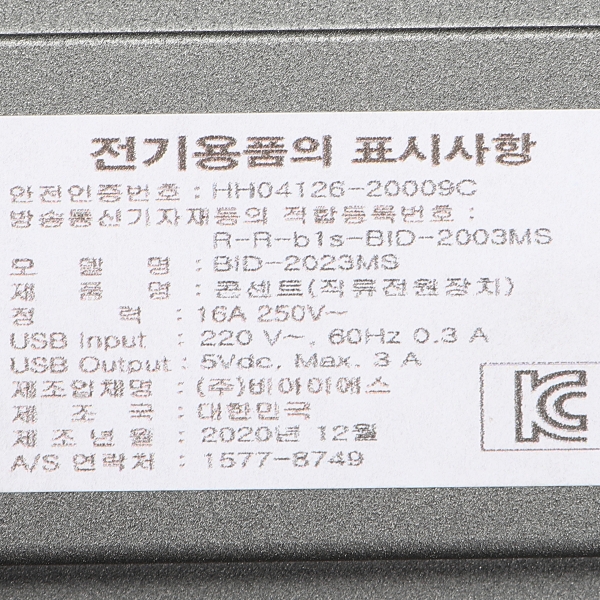 전기용품의 표시사항
안전인증번호 : HH04126-20009C
방송통신기자재등의 적합등록번호 :
R-R-b1s-BID-2003MS
모 델 명 : BID-2023MS
제 품 명 : 콘센트(직류전원장치)
정 력 : 16A 250V~
USB Input : 220 V~, 60Hz 0.3 A
USB Output : 5Vdc, Max. 3 A
제조업체명 : (주)비아이에스
제 조 국 : 대한민국
제 조 년 월 : 2020년 12월
A/S 연락처 : 1577-8749
KC